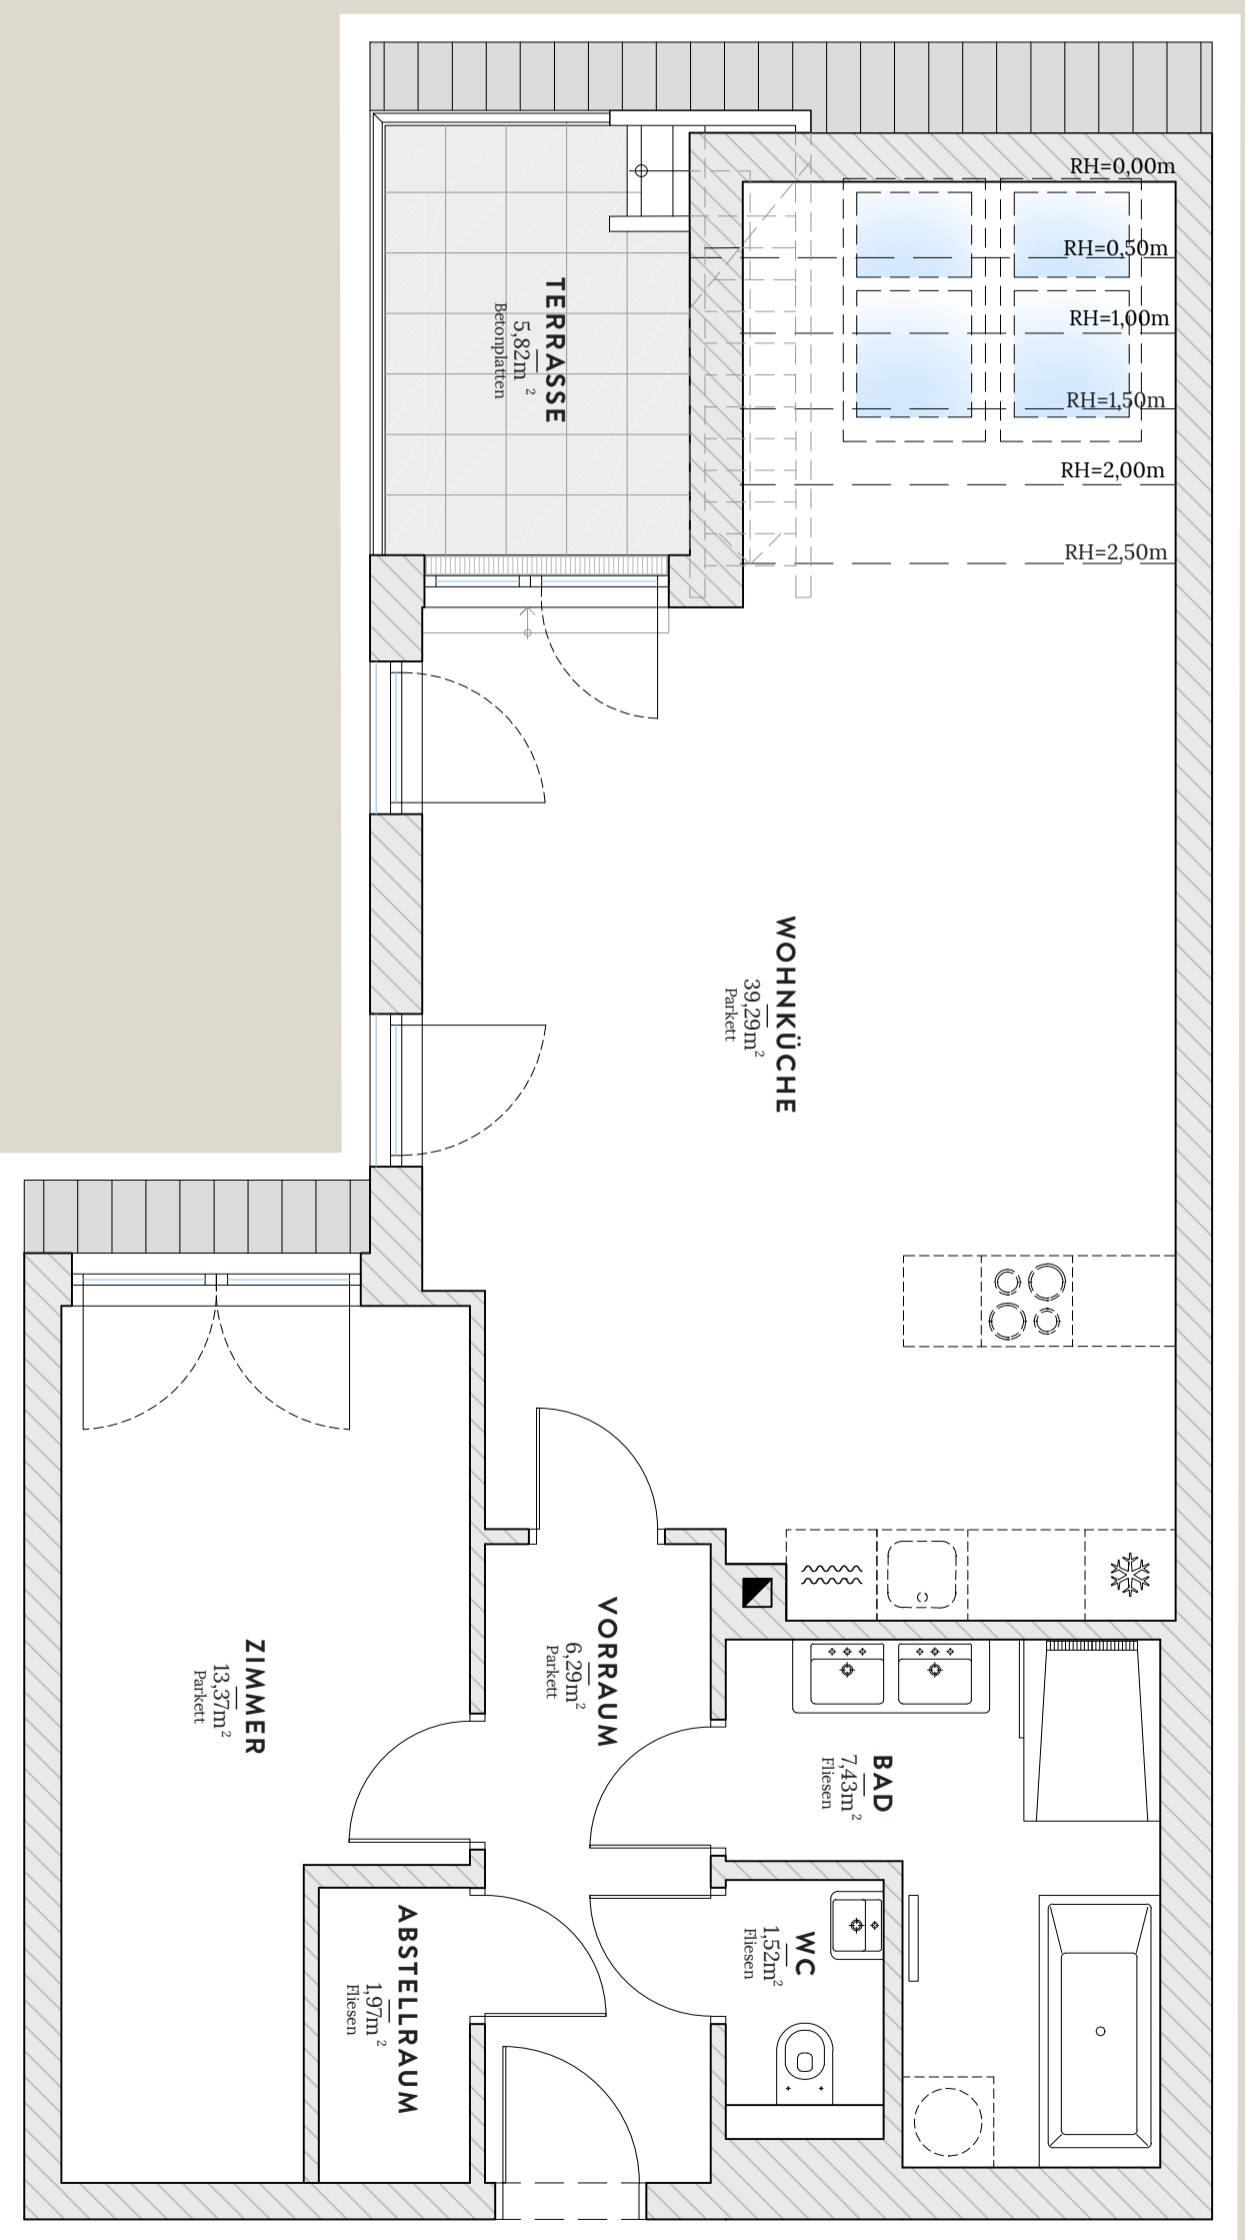 RH=0,00m
RH=0,50m
RH=1,00m
RH=1,50m
RH=2,00m
RH=2,50m
TERRASSE
5,82m²
Betonplatten
WOHNKÜCHE
39,29m²
Parkett
VORRAUM
6,29m²
Parkett
ZIMMER
13,37m²
Parkett
BAD
7,43m²
Fliesen
WC
1,52m²
Fliesen
ABSTELLRAUM
1,97m²
Fliesen